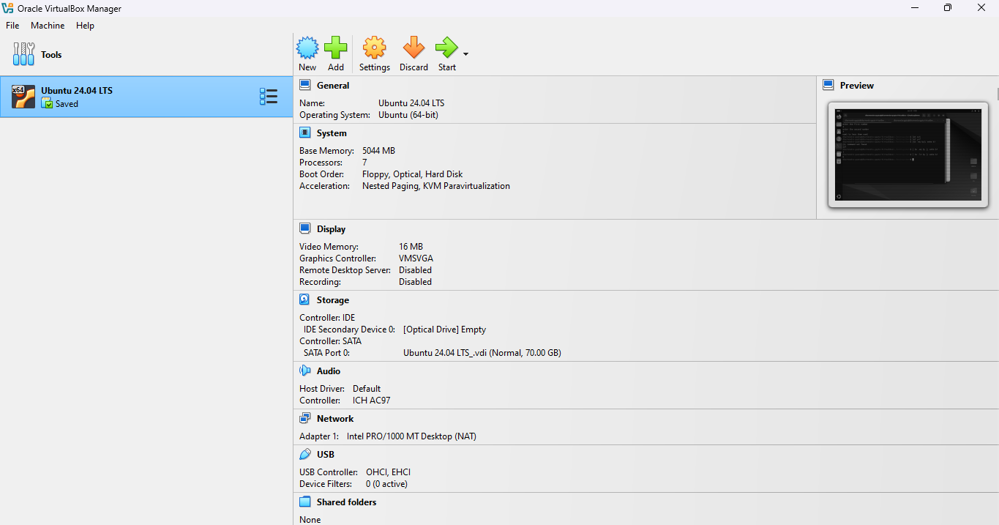 Oracle VirtualBox Manager
File Machine Help
Tools
New Add Settings Discard Start
x64
Ubuntu 24.04 LTS
Saved
General
Name: Ubuntu 24.04 LTS
Operating System: Ubuntu (64-bit)
Preview
System
Base Memory: 5044 MB
Processors: 7
Boot Order: Floppy, Optical, Hard Disk
Acceleration: Nested Paging, KVM Paravirtualization
Display
Video Memory: 16 MB
Graphics Controller: VMSVGA
Remote Desktop Server: Disabled
Recording: Disabled
Storage
Controller: IDE
IDE Secondary Device 0: [Optical Drive] Empty
Controller: SATA
SATA Port 0: Ubuntu 24.04 LTS_.vdi (Normal, 70.00 GB)
Audio
Host Driver: Default
Controller: ICH AC97
Network
Adapter 1: Intel PRO/1000 MT Desktop (NAT)
USB
USB Controller: OHCI, EHCI
Device Filters: 0 (0 active)
Shared folders
None